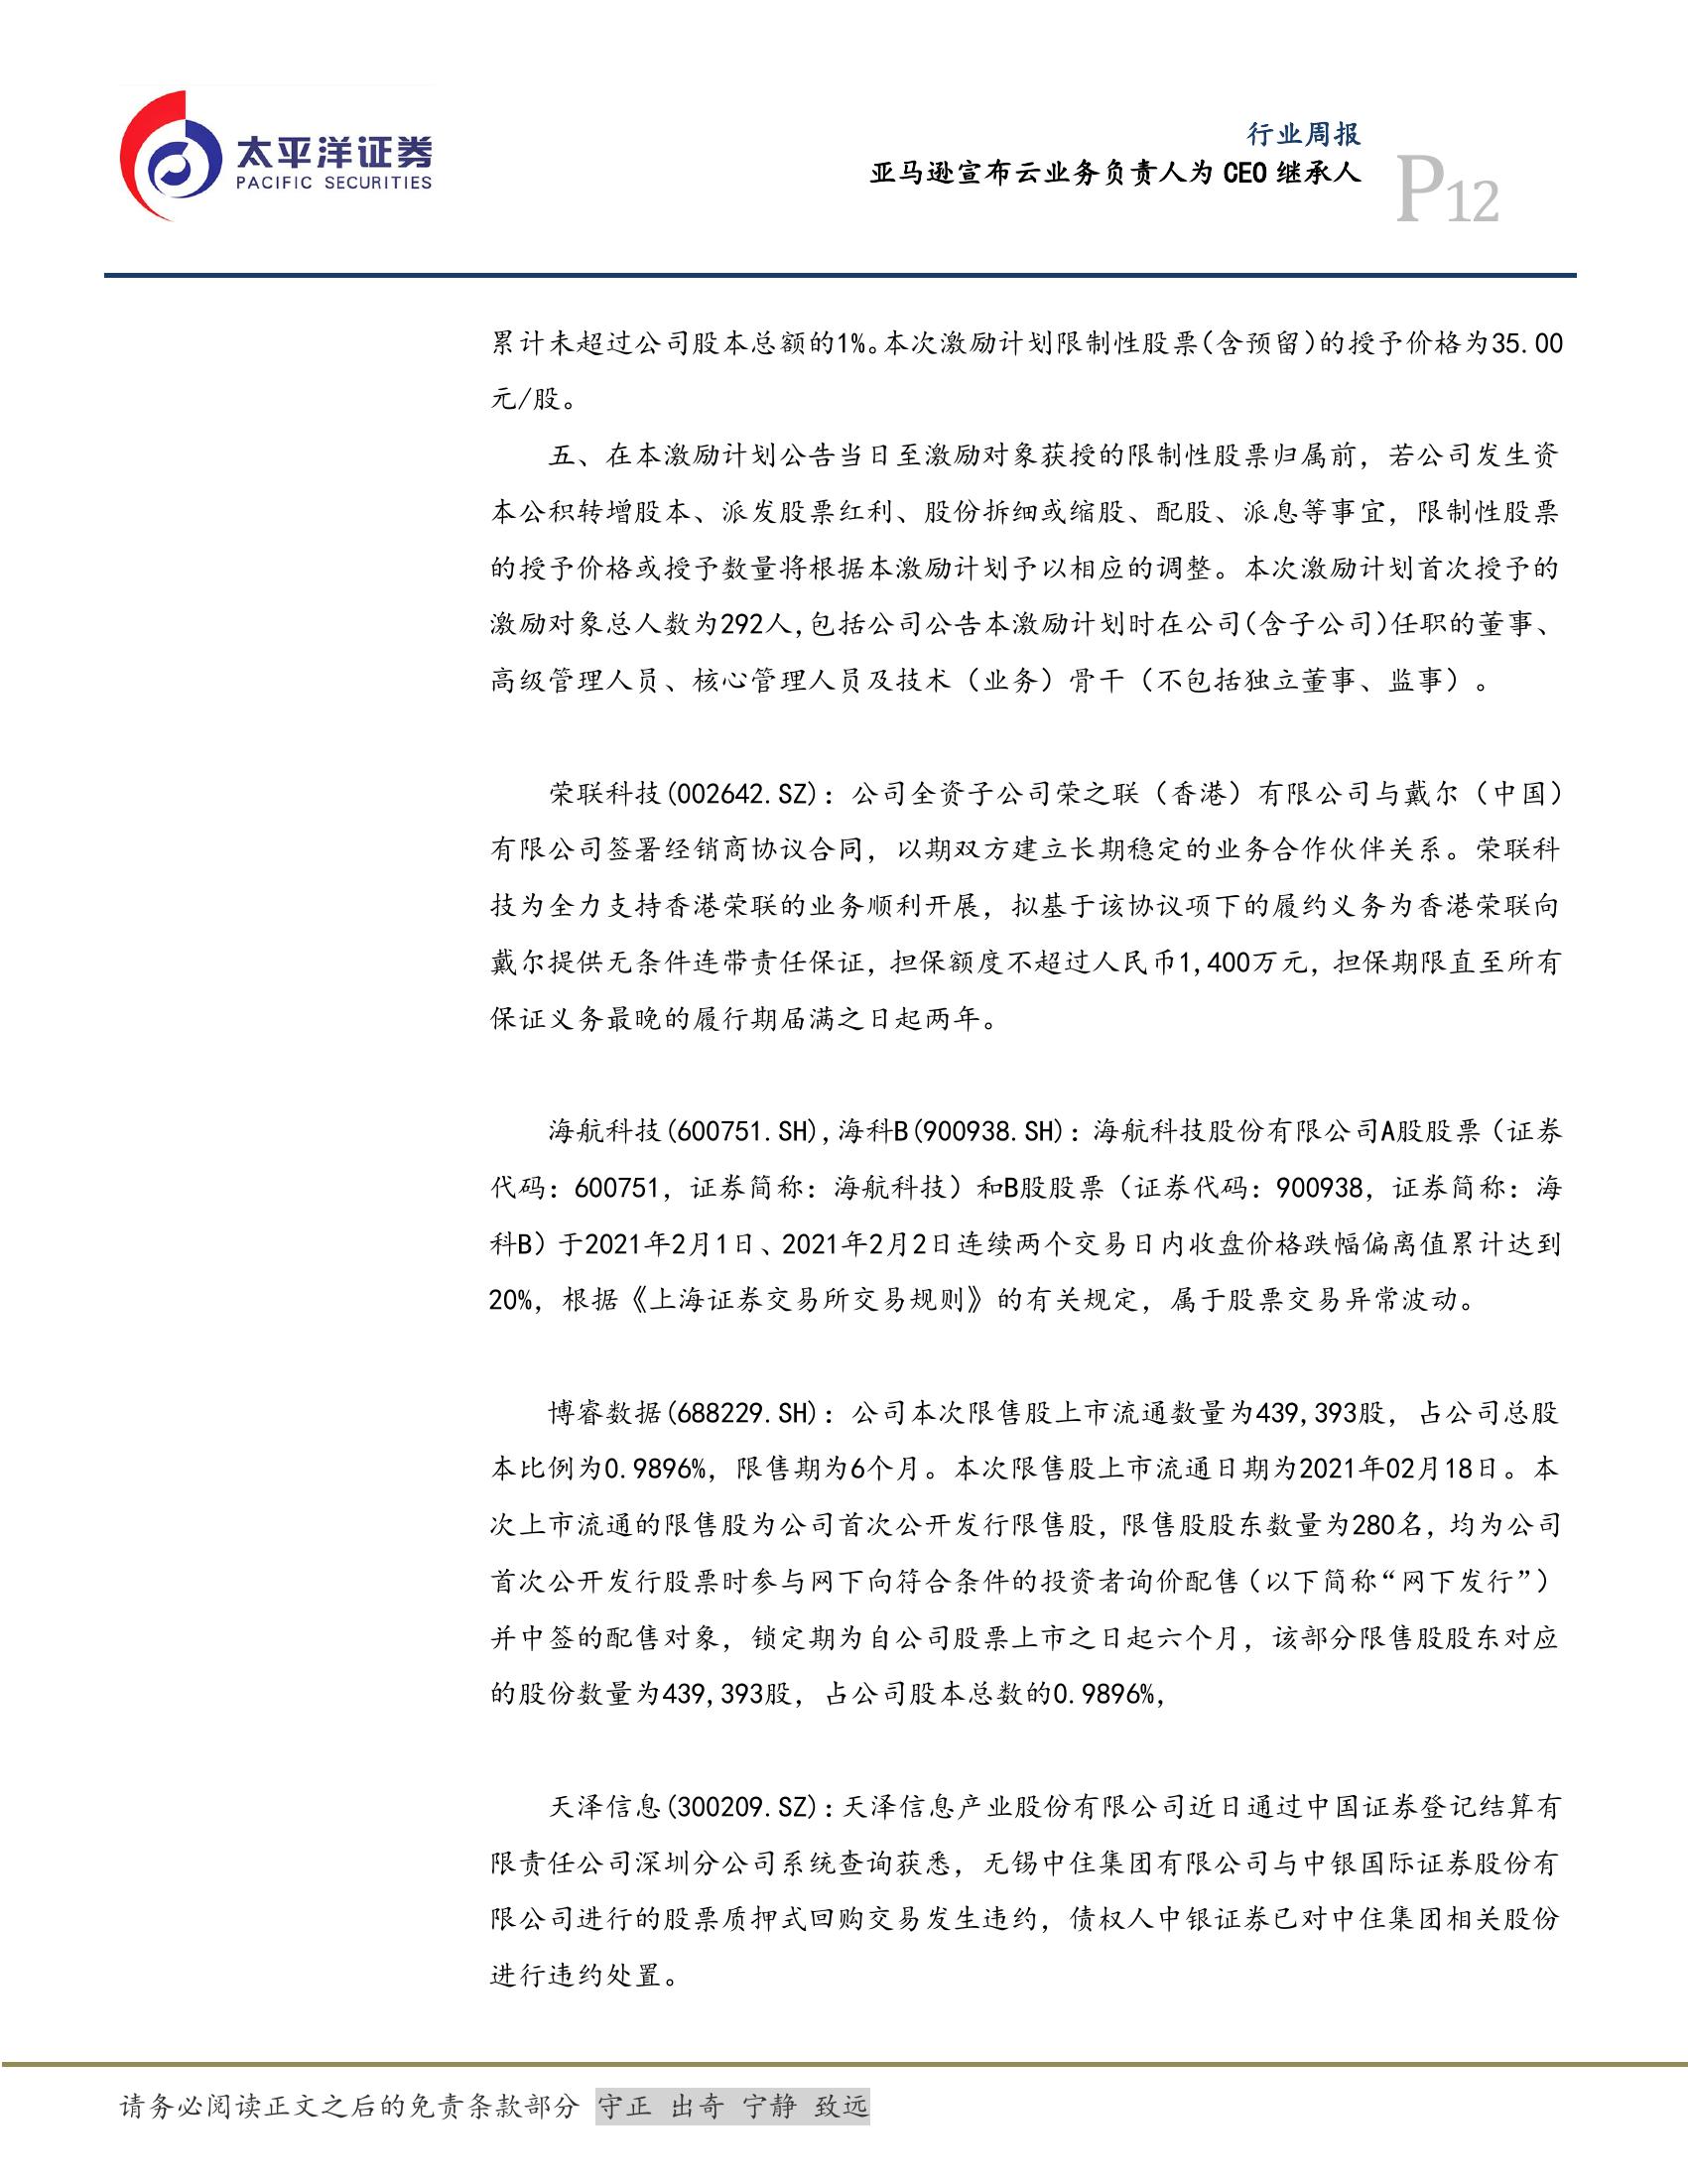 太平洋证券
PACIFIC SECURITIES
行业周报
亚马逊宣布云业务负责人为 CEO 继承人
P12
累计未超过公司股本总额的1%。本次激励计划限制性股票(含预留)的授予价格为35.00
元/股。
五、在本激励计划公告当日至激励对象获授的限制性股票归属前，若公司发生资
本公积转增股本、派发股票红利、股份拆细或缩股、配股、派息等事宜，限制性股票
的授予价格或授予数量将根据本激励计划予以相应的调整。本次激励计划首次授予的
激励对象总人数为292人,包括公司公告本激励计划时在公司(含子公司)任职的董事、
高级管理人员、核心管理人员及技术（业务）骨干（不包括独立董事、监事）。
荣联科技(002642.SZ)：公司全资子公司荣之联（香港）有限公司与戴尔（中国）
有限公司签署经销商协议合同，以期双方建立长期稳定的业务合作伙伴关系。荣联科
技为全力支持香港荣联的业务顺利开展，拟基于该协议项下的履约义务为香港荣联向
戴尔提供无条件连带责任保证，担保额度不超过人民币1,400万元，担保期限直至所有
保证义务最晚的履行期届满之日起两年。
海航科技(600751.SH),海科B(900938.SH)：海航科技股份有限公司A股股票（证券
代码：600751，证券简称：海航科技）和B股股票（证券代码：900938，证券简称：海
科B）于2021年2月1日、2021年2月2日连续两个交易日内收盘价格跌幅偏离值累计达到
20%，根据《上海证券交易所交易规则》的有关规定，属于股票交易异常波动。
博睿数据(688229.SH)：公司本次限售股上市流通数量为439,393股，占公司总股
本比例为0.9896%，限售期为6个月。本次限售股上市流通日期为2021年02月18日。本
次上市流通的限售股为公司首次公开发行限售股，限售股股东数量为280名，均为公司
首次公开发行股票时参与网下向符合条件的投资者询价配售（以下简称“网下发行”）
并中签的配售对象，锁定期为自公司股票上市之日起六个月，该部分限售股股东对应
的股份数量为439,393股，占公司股本总数的0.9896%，
天泽信息(300209.SZ)：天泽信息产业股份有限公司近日通过中国证券登记结算有
限责任公司深圳分公司系统查询获悉，无锡中住集团有限公司与中银国际证券股份有
限公司进行的股票质押式回购交易发生违约，债权人中银证券已对中住集团相关股份
进行违约处置。
请务必阅读正文之后的免责条款部分 守正 出奇 宁静 致远